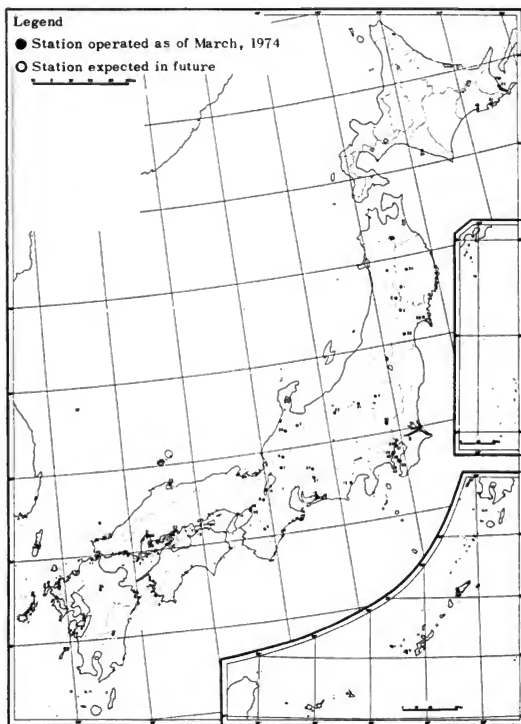 Legend
● Station operated as of March, 1974
○ Station expected in future